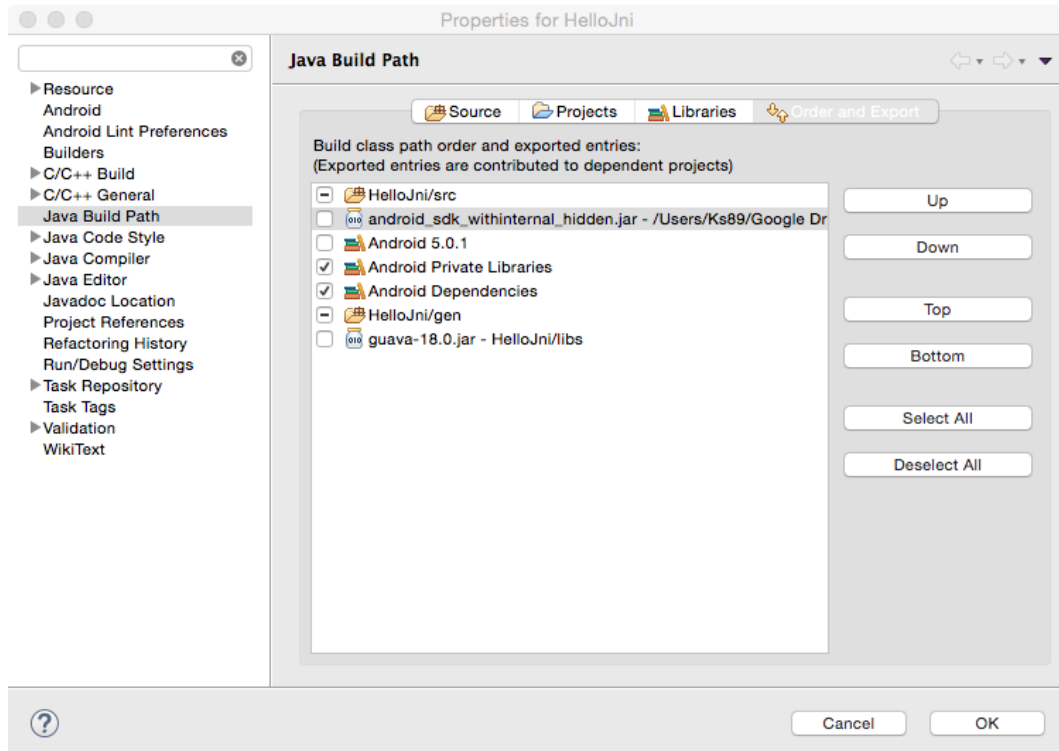 Properties for HelloJni
Resource
Android
Android Lint Preferences
Builders
C/C++ Build
C/C++ General
Java Build Path
Java Code Style
Java Compiler
Java Editor
Javadoc Location
Project References
Refactoring History
Run/Debug Settings
Task Repository
Task Tags
Validation
WikiText
Java Build Path
Source Projects Libraries Order and Export
Build class path order and exported entries:
(Exported entries are contributed to dependent projects)
HelloJni/src
android_sdk_withinternal_hidden.jar - /Users/Ks89/Google Dr
Android 5.0.1
Android Private Libraries
Android Dependencies
HelloJni/gen
guava-18.0.jar - HelloJni/libs
Up
Down
Top
Bottom
Select All
Deselect All
?
Cancel OK